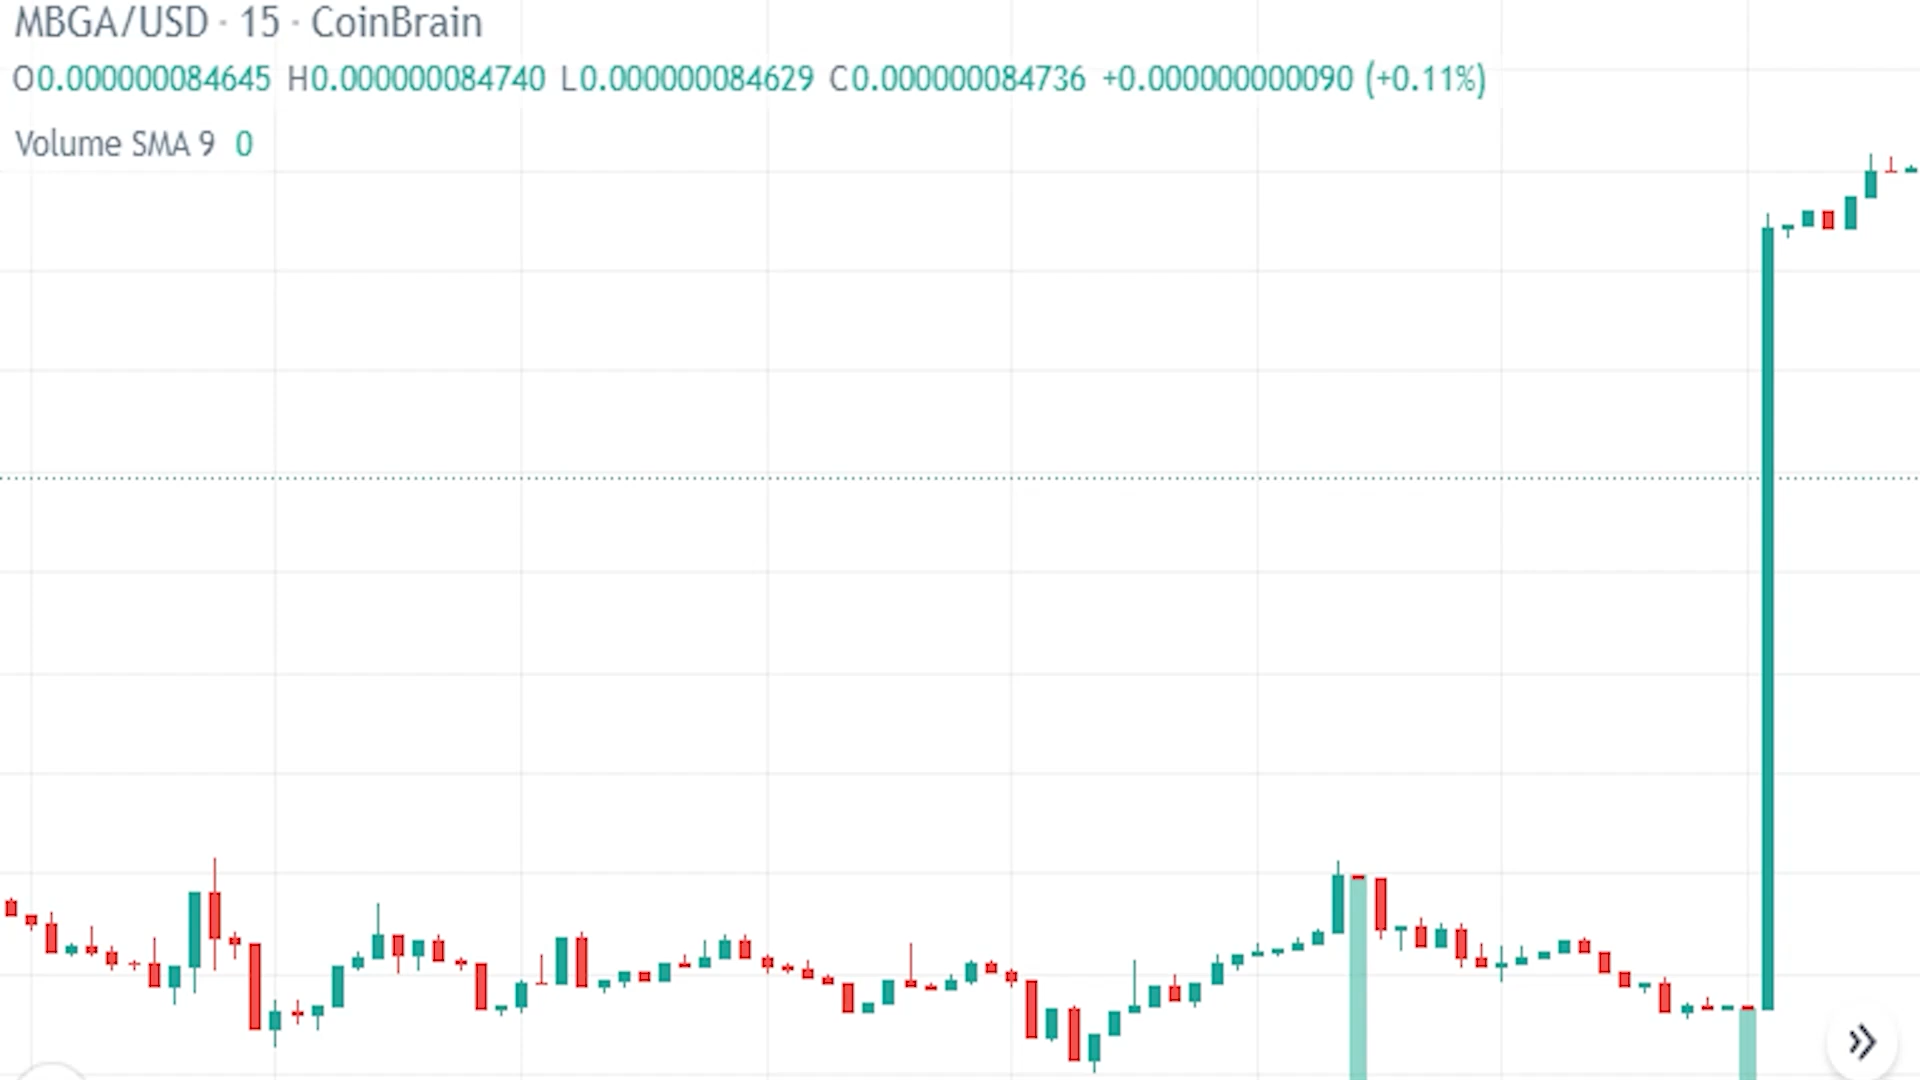 MBGA/USD · 15 · CoinBrain
O0.000000084645 H0.000000084740 L0.000000084629 C0.000000084736 +0.000000000090 (+0.11%)
Volume SMA 9 0